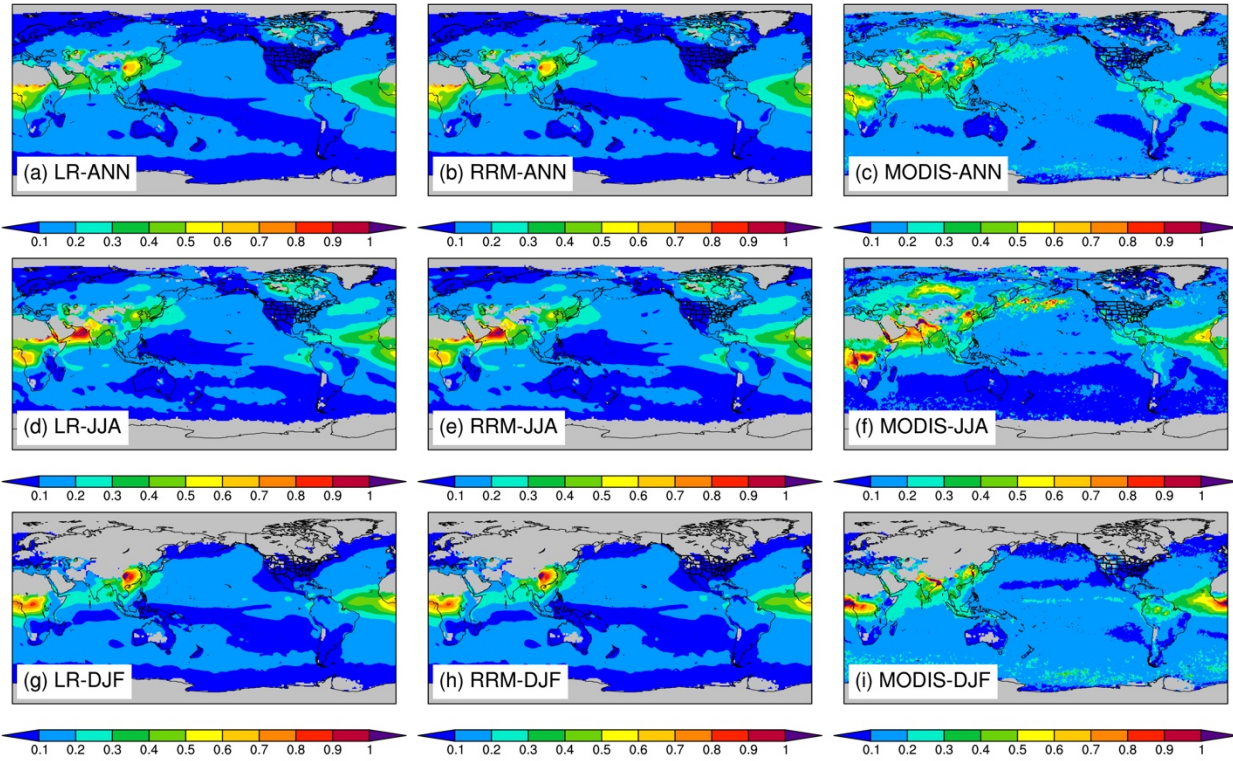 (a) LR-ANN (b) RRM-ANN (c) MODIS-ANN
0.1 0.2 0.3 0.4 0.5 0.6 0.7 0.8 0.9 1 0.1 0.2 0.3 0.4 0.5 0.6 0.7 0.8 0.9 1 0.1 0.2 0.3 0.4 0.5 0.6 0.7 0.8 0.9 1
(d) LR-JJA (e) RRM-JJA (f) MODIS-JJA
0.1 0.2 0.3 0.4 0.5 0.6 0.7 0.8 0.9 1 0.1 0.2 0.3 0.4 0.5 0.6 0.7 0.8 0.9 1 0.1 0.2 0.3 0.4 0.5 0.6 0.7 0.8 0.9 1
(g) LR-DJF (h) RRM-DJF (i) MODIS-DJF
0.1 0.2 0.3 0.4 0.5 0.6 0.7 0.8 0.9 1 0.1 0.2 0.3 0.4 0.5 0.6 0.7 0.8 0.9 1 0.1 0.2 0.3 0.4 0.5 0.6 0.7 0.8 0.9 1